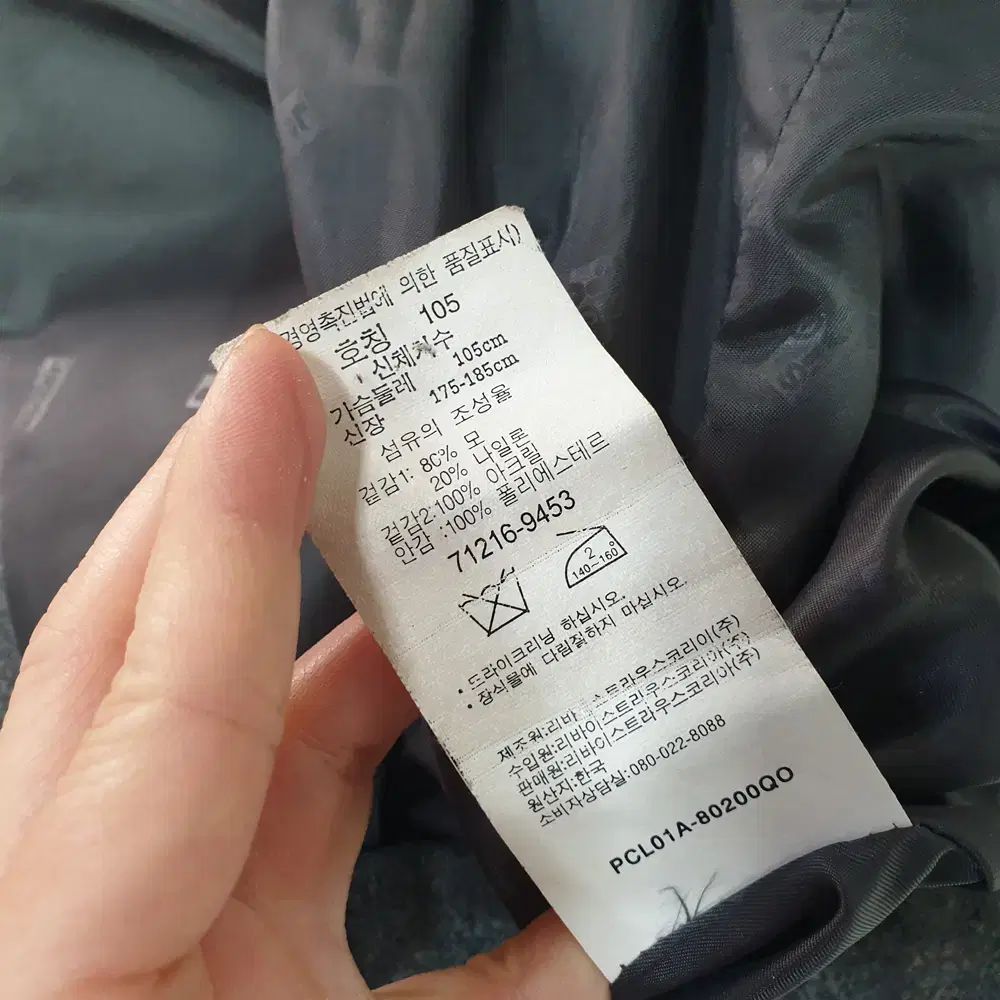 경영촉진법에 의한 품질표시)
호칭 105
신체치수
가슴둘레 105cm
신장 175-185cm
섬유의 조성율
겉감1: 80% 모
20% 나일론
겉감2:100% 아크릴
안감 :100% 폴리에스테르
71216-9453
2
140~160°
• 드라이크리닝 하십시오.
• 장식물에 다림질하지 마십시오.
제조원:리바 스트라우스코리아(주)
수입원:리바이스트라우스코리아(주)
판매원:리바이스트라우스코리아(주)
원산지:한국
소비자상담실:080-022-8088
PCL01A-80200QO